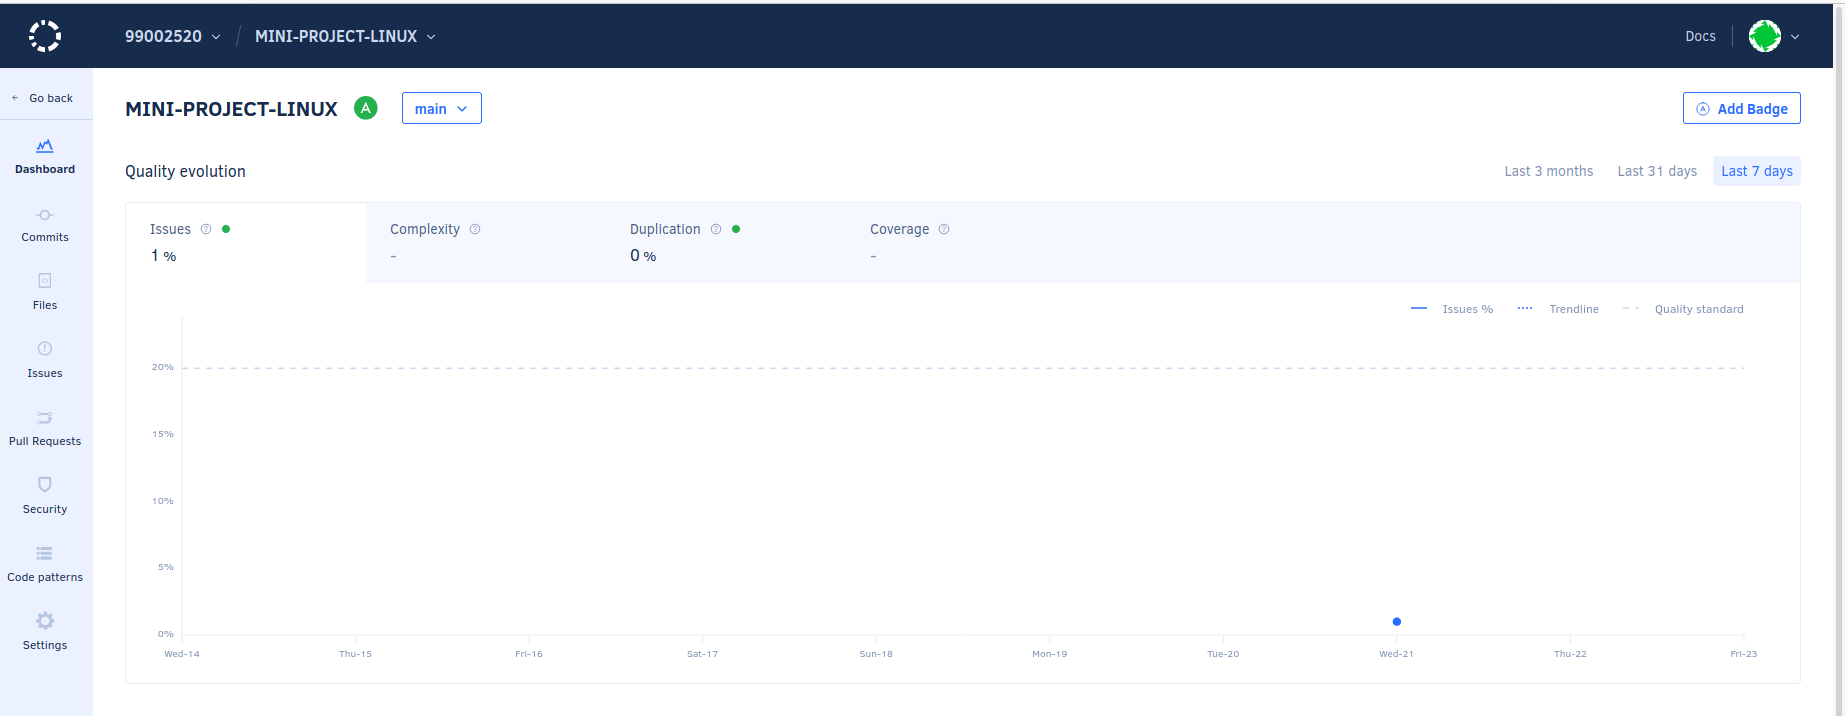 99002520 / MINI-PROJECT-LINUX Docs
Go back
Dashboard
Commits
Files
Issues
Pull Requests
Security
Code patterns
Settings
MINI-PROJECT-LINUX A main Add Badge
Quality evolution Last 3 months Last 31 days Last 7 days
Issues ? Complexity ? Duplication ? Coverage ?
1 % - 0 % -
Issues % Trendline Quality standard
20%
15%
10%
5%
0%
Wed-14 Thu-15 Fri-16 Sat-17 Sun-18 Mon-19 Tue-20 Wed-21 Thu-22 Fri-23